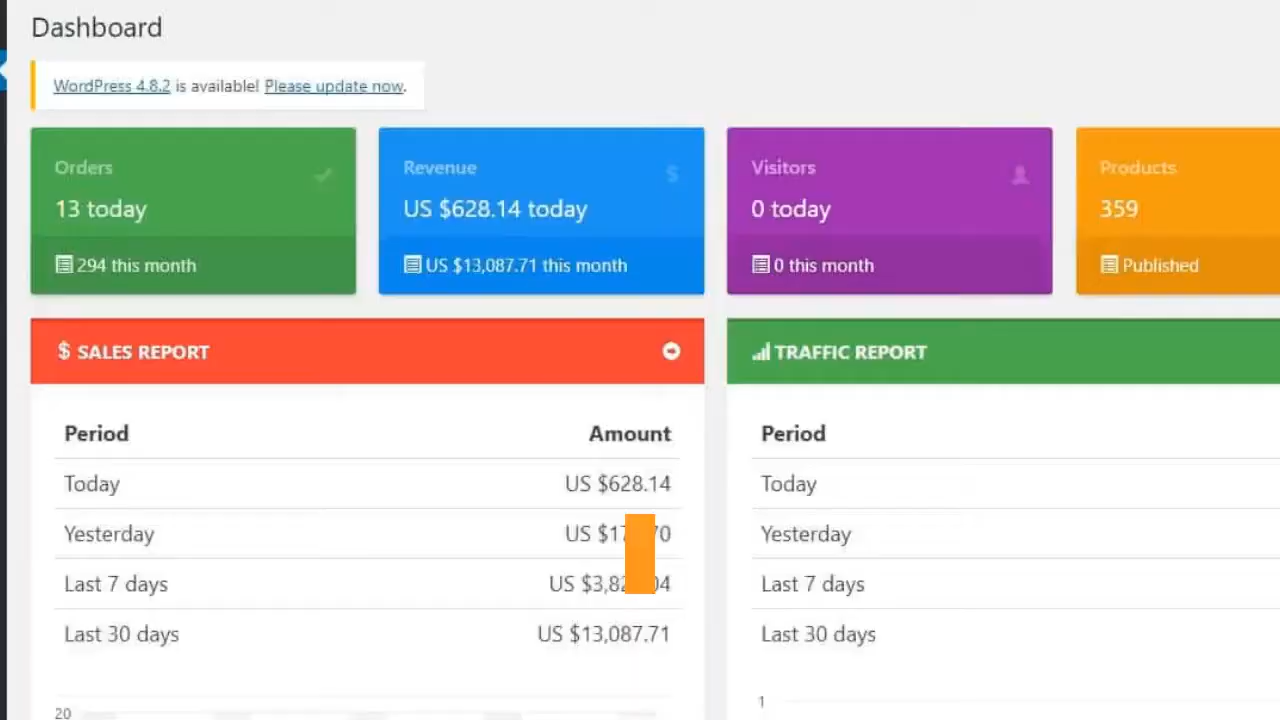 Dashboard
WordPress 4.8.2 is available! Please update now.
Orders
13 today
294 this month
Revenue
$
US $628.14 today
US $13,087.71 this month
Visitors
0 today
0 this month
Products
359
Published
$ SALES REPORT
Period Amount
Today US $628.14
Yesterday US
Last 7 days US
Last 30 days US $13,087.71
20
TRAFFIC REPORT
Period
Today
Yesterday
Last 7 days
Last 30 days
1